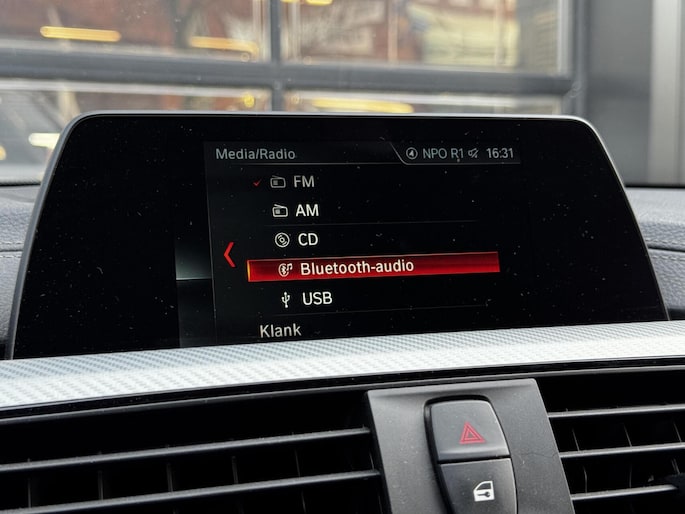 Media/Radio NPO R1 16:31
FM
AM
CD
Bluetooth-audio
USB
Klank